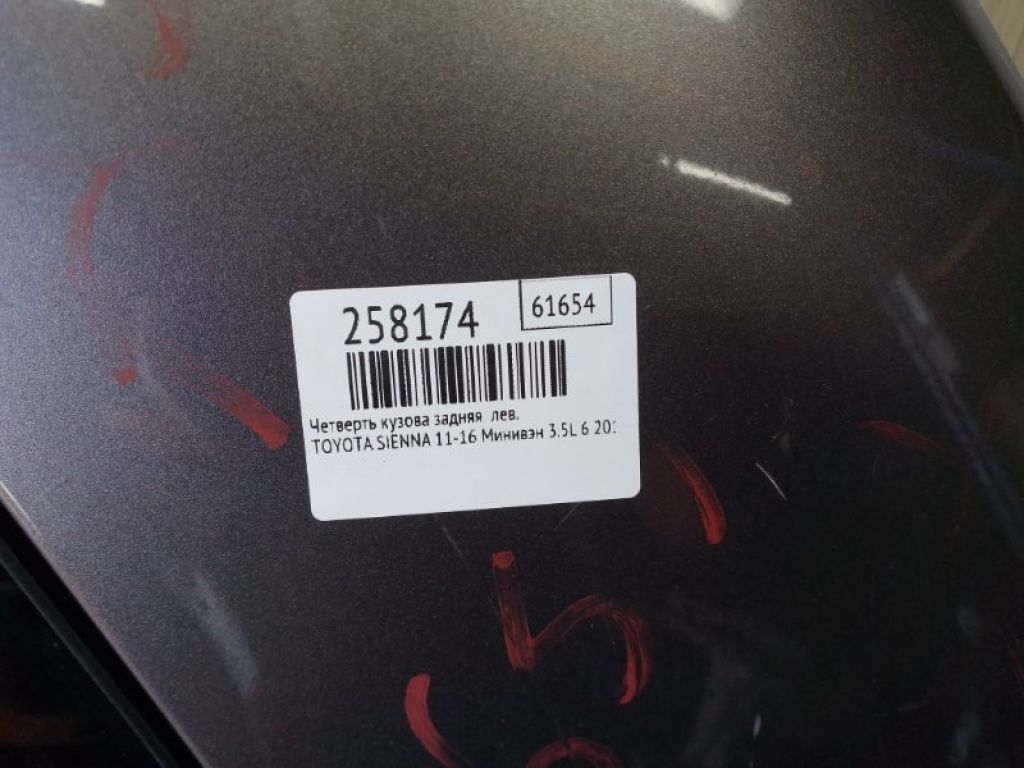 258174
61654
Четверть кузова задняя лев.
TOYOTA SIENNA 11-16 Минивэн 3.5L 6